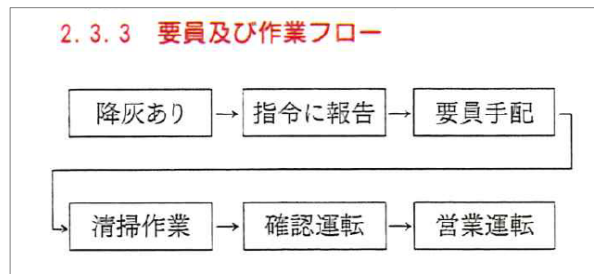 2.3.3 要員及び作業フロー
降灰あり → 指令に報告 → 要員手配
清掃作業 → 確認運転 → 営業運転